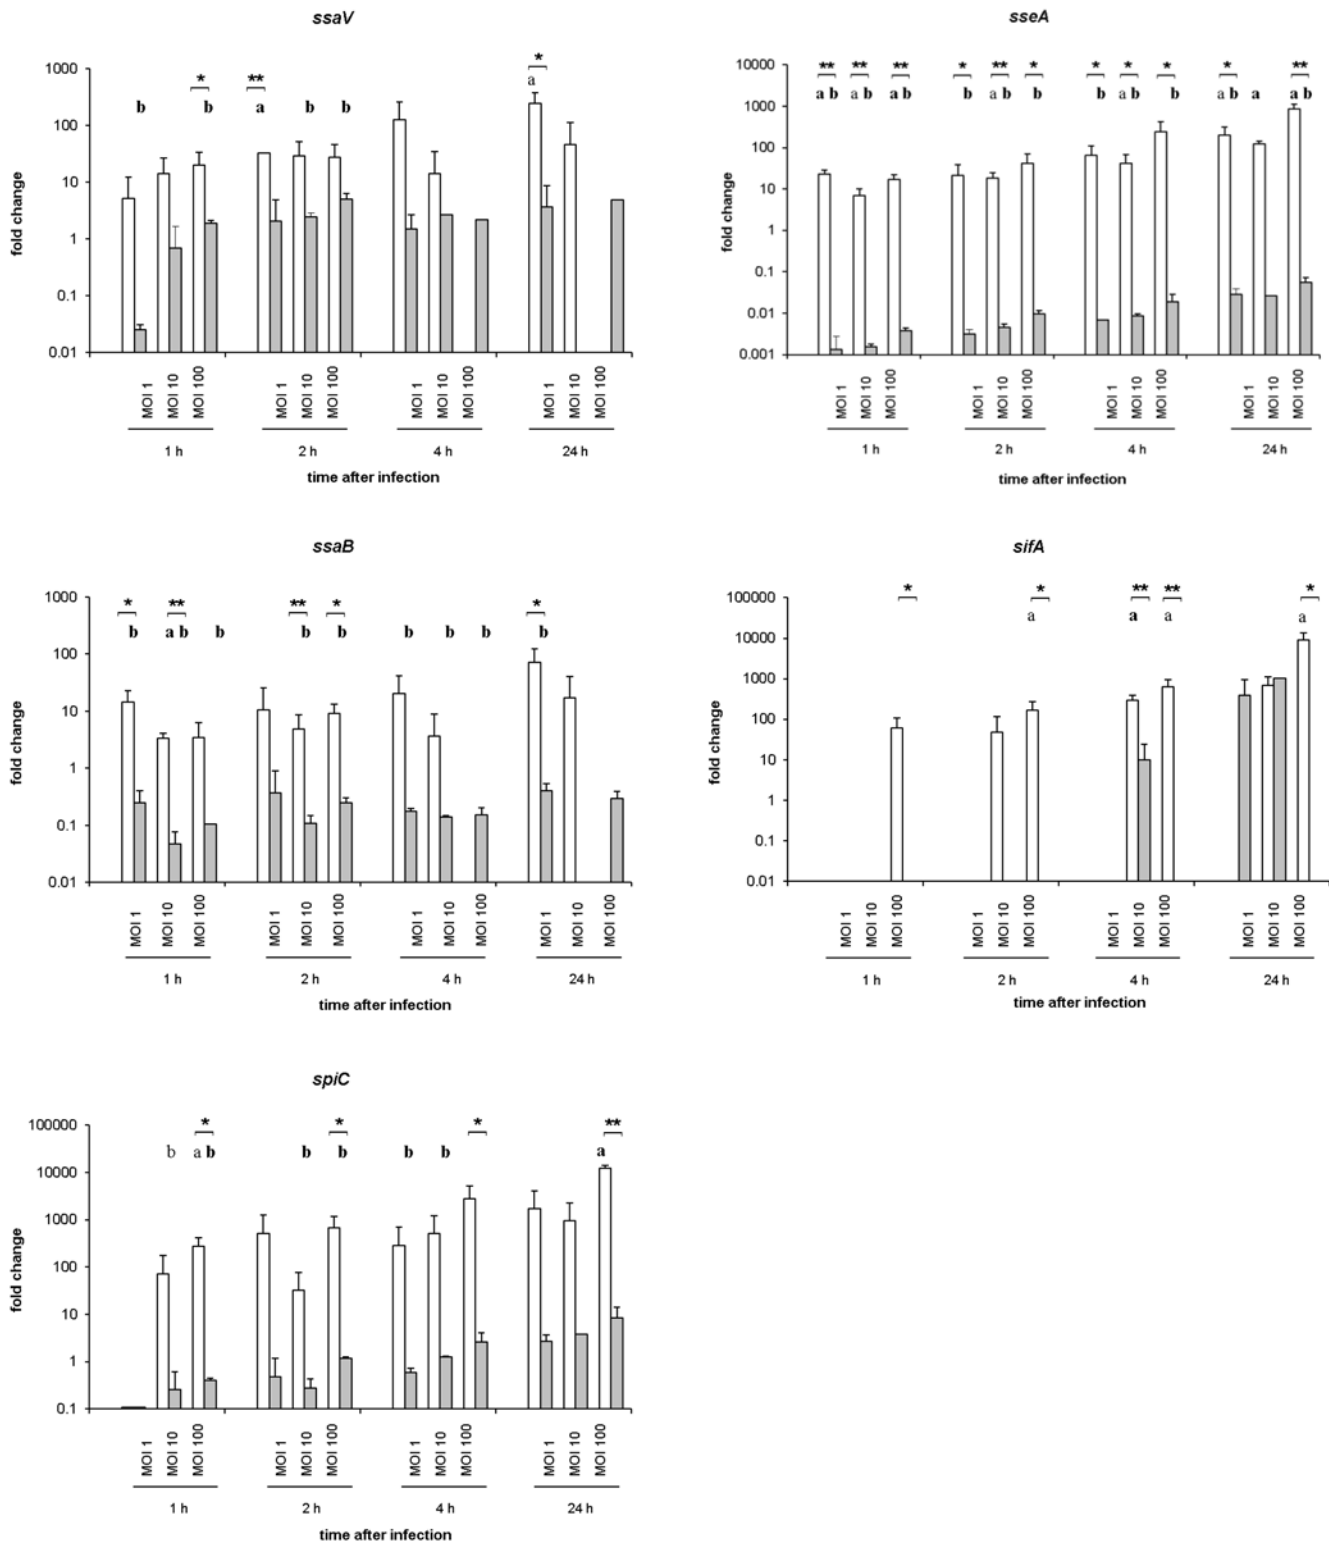 ssaV
* ** *
a
b b a b b
1000
100
10
1
0.1
0.01
fold change
MOI 1 MOI 10 MOI 100 MOI 1 MOI 10 MOI 100 MOI 1 MOI 10 MOI 100 MOI 1 MOI 10 MOI 100
1 h 2 h 4 h 24 h
time after infection
sseA
** ** ** * ** * * * * * **
a b a b a b b a b b b a b b a b a a b
10000
1000
100
10
1
0.1
0.01
0.001
fold change
MOI 1 MOI 10 MOI 100 MOI 1 MOI 10 MOI 100 MOI 1 MOI 10 MOI 100 MOI 1 MOI 10 MOI 100
1 h 2 h 4 h 24 h
time after infection
ssaB
* ** ** * *
b a b b b b b b b b
1000
100
10
1
0.1
0.01
fold change
MOI 1 MOI 10 MOI 100 MOI 1 MOI 10 MOI 100 MOI 1 MOI 10 MOI 100 MOI 1 MOI 10 MOI 100
1 h 2 h 4 h 24 h
time after infection
sifA
* * ** ** *
a a a a
100000
10000
1000
100
10
1
0.1
0.01
fold change
MOI 1 MOI 10 MOI 100 MOI 1 MOI 10 MOI 100 MOI 1 MOI 10 MOI 100 MOI 1 MOI 10 MOI 100
1 h 2 h 4 h 24 h
time after infection
spiC
* * * **
b a b b b b b a
100000
10000
1000
100
10
1
0.1
fold change
MOI 1 MOI 10 MOI 100 MOI 1 MOI 10 MOI 100 MOI 1 MOI 10 MOI 100 MOI 1 MOI 10 MOI 100
1 h 2 h 4 h 24 h
time after infection